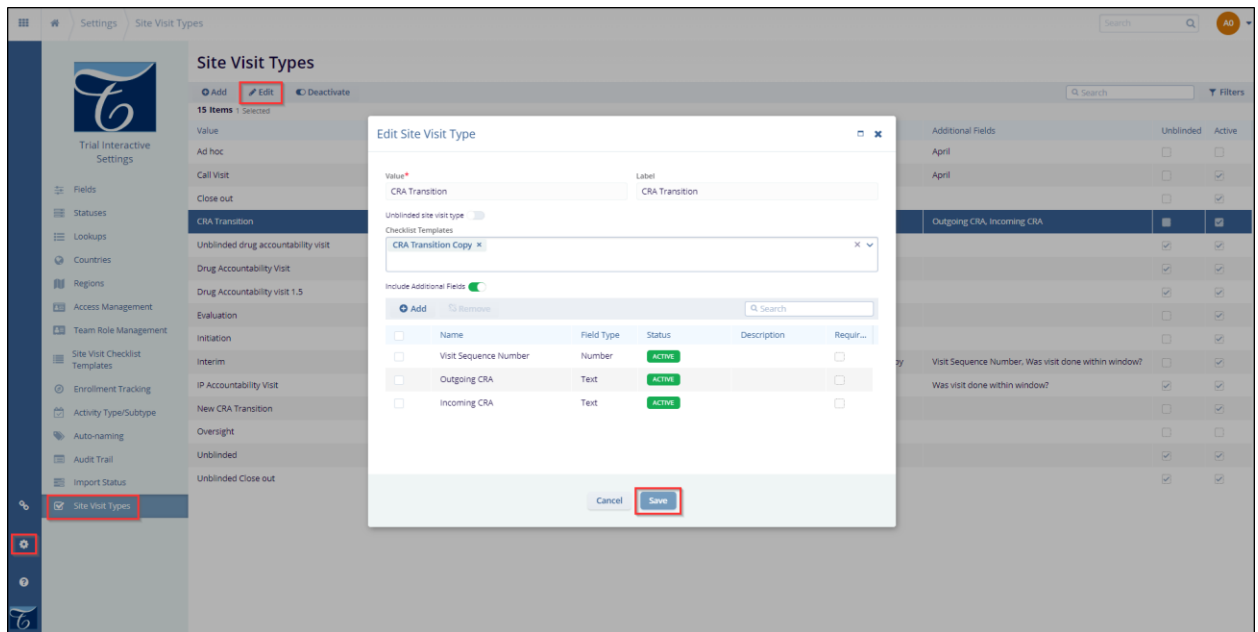 Settings Site Visit Types Search AO
Site Visit Types
Add Edit Deactivate Search Filters
15 Items 1 Selected
Value Additional Fields Unblinded Active
Ad hoc April
Call Visit April
Close out
CRA Transition Outgoing CRA, Incoming CRA
Unblinded drug accountability visit
Drug Accountability Visit
Drug Accountability visit 1.5
Evaluation
Initiation
Interim Visit Sequence Number, Was visit done within window?
IP Accountability Visit Was visit done within window?
New CRA Transition
Oversight
Unblinded
Unblinded Close out
Trial Interactive
Settings
Fields
Statuses
Lookups
Countries
Regions
Access Management
Team Role Management
Site Visit Checklist
Templates
Enrollment Tracking
Activity Type/Subtype
Auto-naming
Audit Trail
Import Status
Site Visit Types
Edit Site Visit Type
Value* Label
CRA Transition CRA Transition
Unblinded site visit type
Checklist Templates
CRA Transition Copy ×
Include Additional Fields
Add Remove Search
Name Field Type Status Description Requir...
Visit Sequence Number Number ACTIVE
Outgoing CRA Text ACTIVE
Incoming CRA Text ACTIVE
Cancel Save